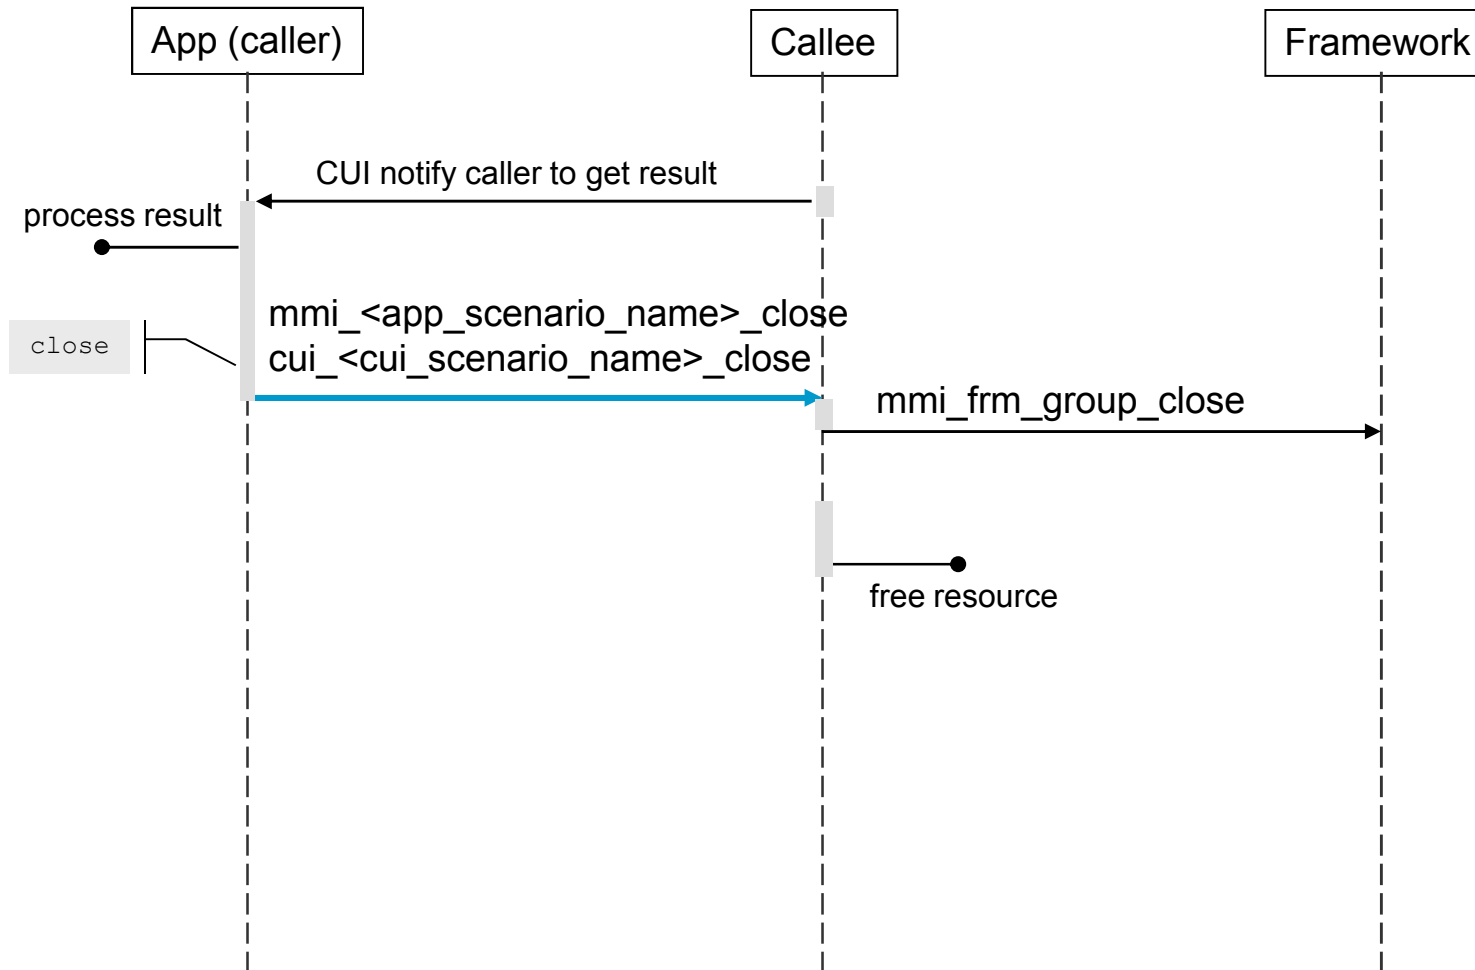 App (caller)
Callee
Framework
CUI notify caller to get result
process result
mmi_<app_scenario_name>_close
close
cui_<cui_scenario_name>_close
mmi_frm_group_close
free resource